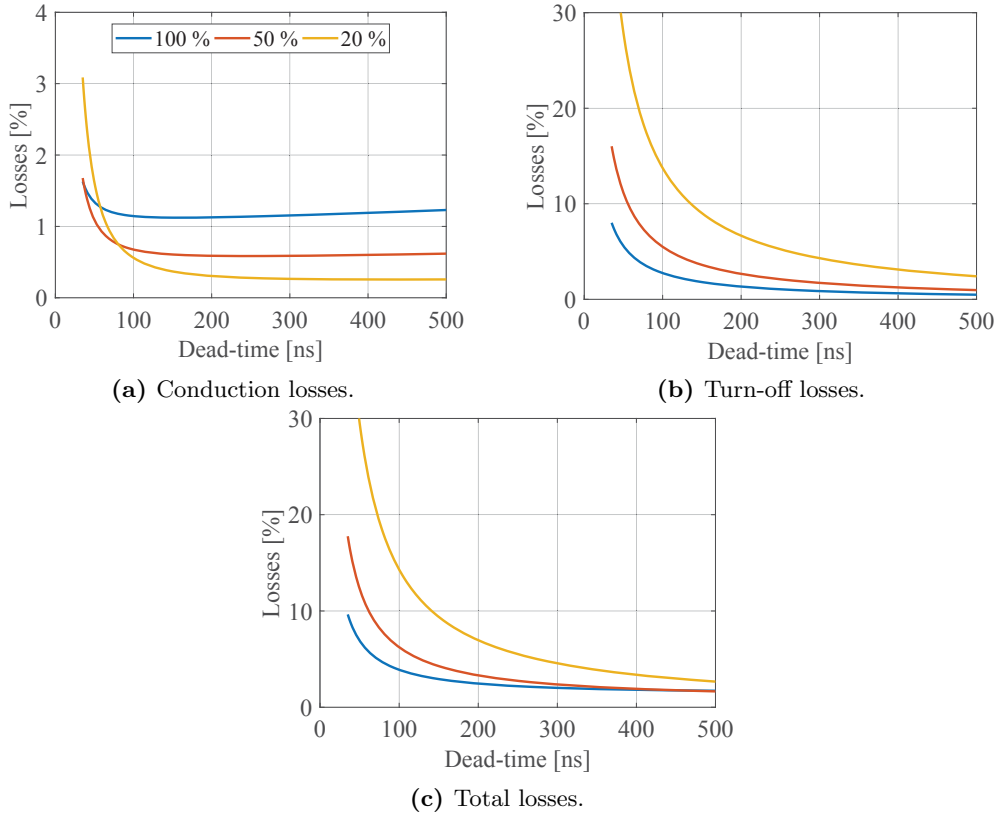 4
3
2
1
0
Losses [%]
100 % 50 % 20 %
0 100 200 300 400 500
Dead-time [ns]
(a) Conduction losses.
30
20
10
0
Losses [%]
0 100 200 300 400 500
Dead-time [ns]
(b) Turn-off losses.
30
20
10
0
Losses [%]
0 100 200 300 400 500
Dead-time [ns]
(c) Total losses.